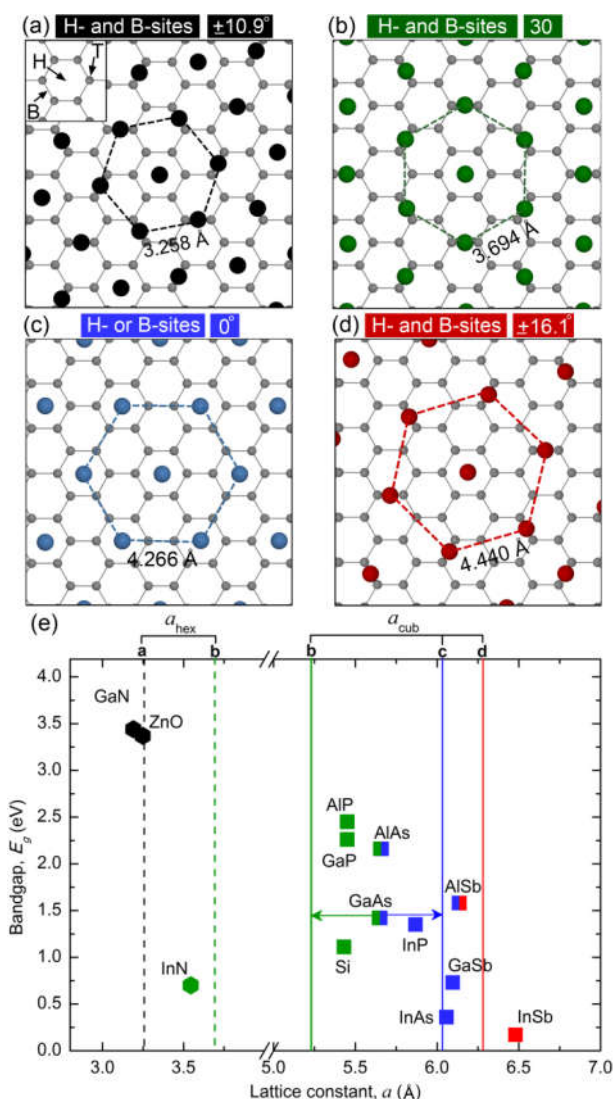 (a) H- and B-sites ±10.9°
H
T
B
3.258 Å
(b) H- and B-sites 30
3.694 Å
(c) H- or B-sites 0°
4.266 Å
(d) H- and B-sites ±16.1°
4.440 Å
(e) a_hex a_cub
a b b c d
4.0
3.5
3.0
2.5
2.0
1.5
1.0
0.5
0.0
Bandgap, E_g (eV)
GaN
ZnO
InN
AlP
GaP
AlAs
GaAs
Si
InP
AlSb
GaSb
InAs
InSb
3.0 3.5 5.0 5.5 6.0 6.5 7.0
Lattice constant, a (Å)